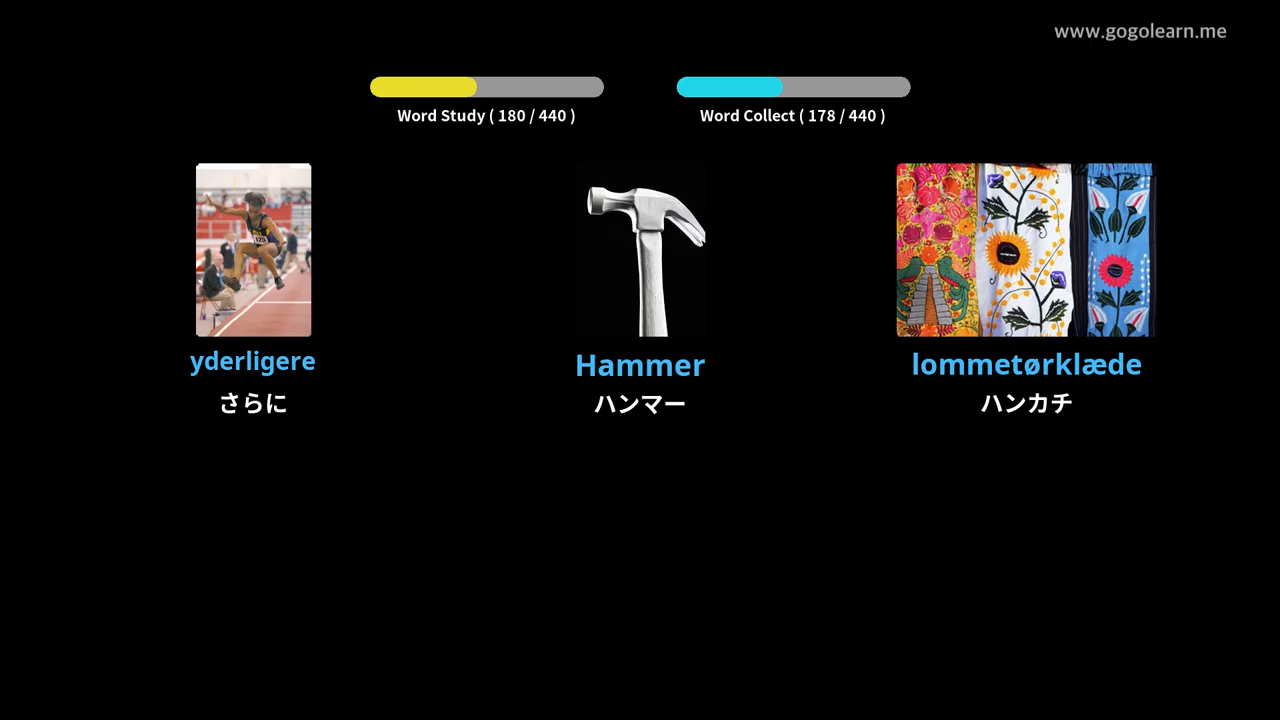 www.gogolearn.me
Word Study ( 180 / 440 )
Word Collect ( 178 / 440 )
yderligere
さらに
Hammer
ハンマー
lommetørklæde
ハンカチ